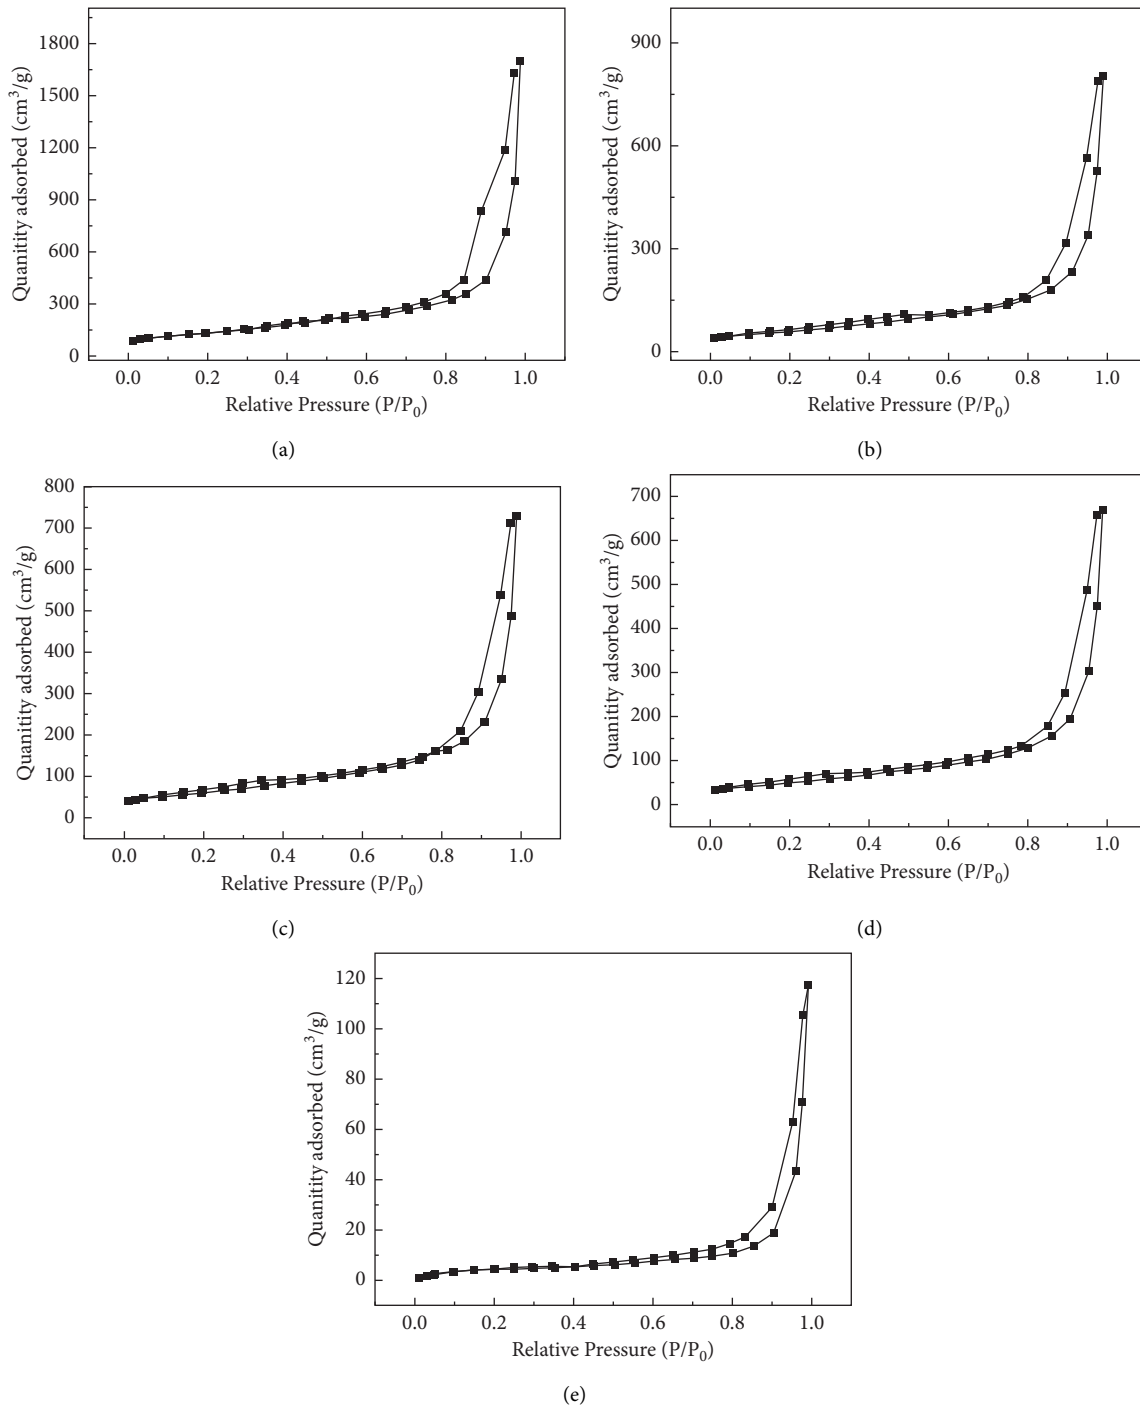 1800
1500
1200
900
600
300
0
Quanitity adsorbed (cm³/g)
0.0 0.2 0.4 0.6 0.8 1.0
Relative Pressure (P/P₀)
(a)
900
600
300
0
Quanitity adsorbed (cm³/g)
0.0 0.2 0.4 0.6 0.8 1.0
Relative Pressure (P/P₀)
(b)
800
700
600
500
400
300
200
100
0
Quanitity adsorbed (cm³/g)
0.0 0.2 0.4 0.6 0.8 1.0
Relative Pressure (P/P₀)
(c)
700
600
500
400
300
200
100
0
Quanitity adsorbed (cm³/g)
0.0 0.2 0.4 0.6 0.8 1.0
Relative Pressure (P/P₀)
(d)
120
100
80
60
40
20
0
Quanitity adsorbed (cm³/g)
0.0 0.2 0.4 0.6 0.8 1.0
Relative Pressure (P/P₀)
(e)